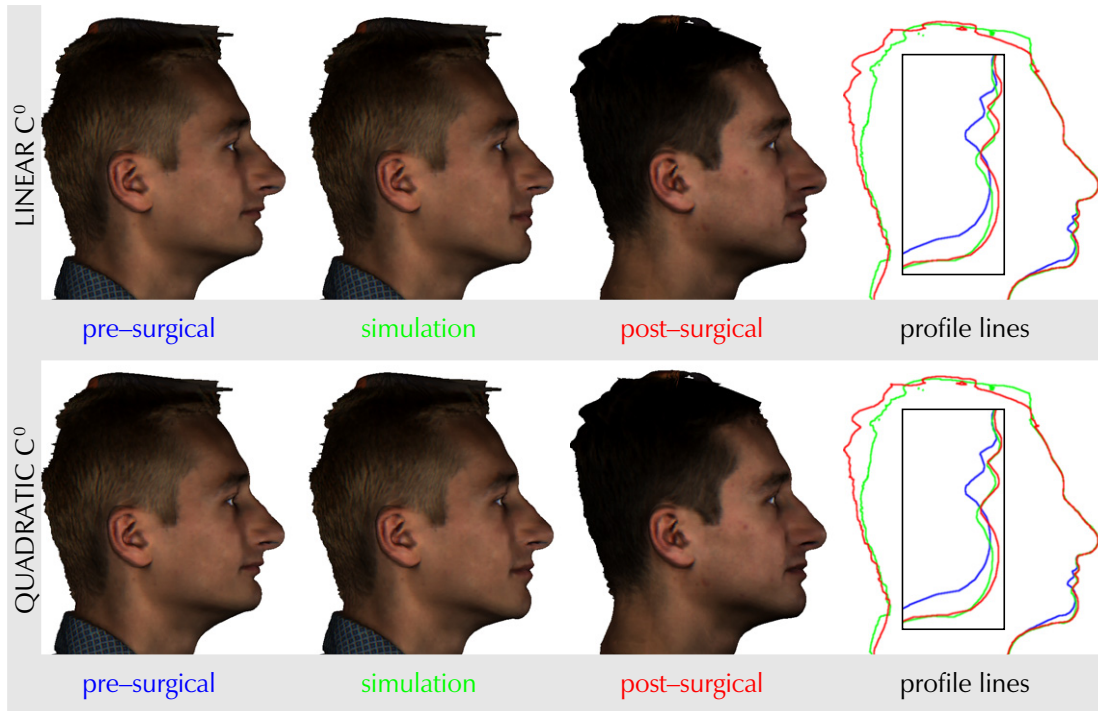 LINEAR C⁰
pre–surgical simulation post–surgical profile lines
QUADRATIC C⁰
pre–surgical simulation post–surgical profile lines